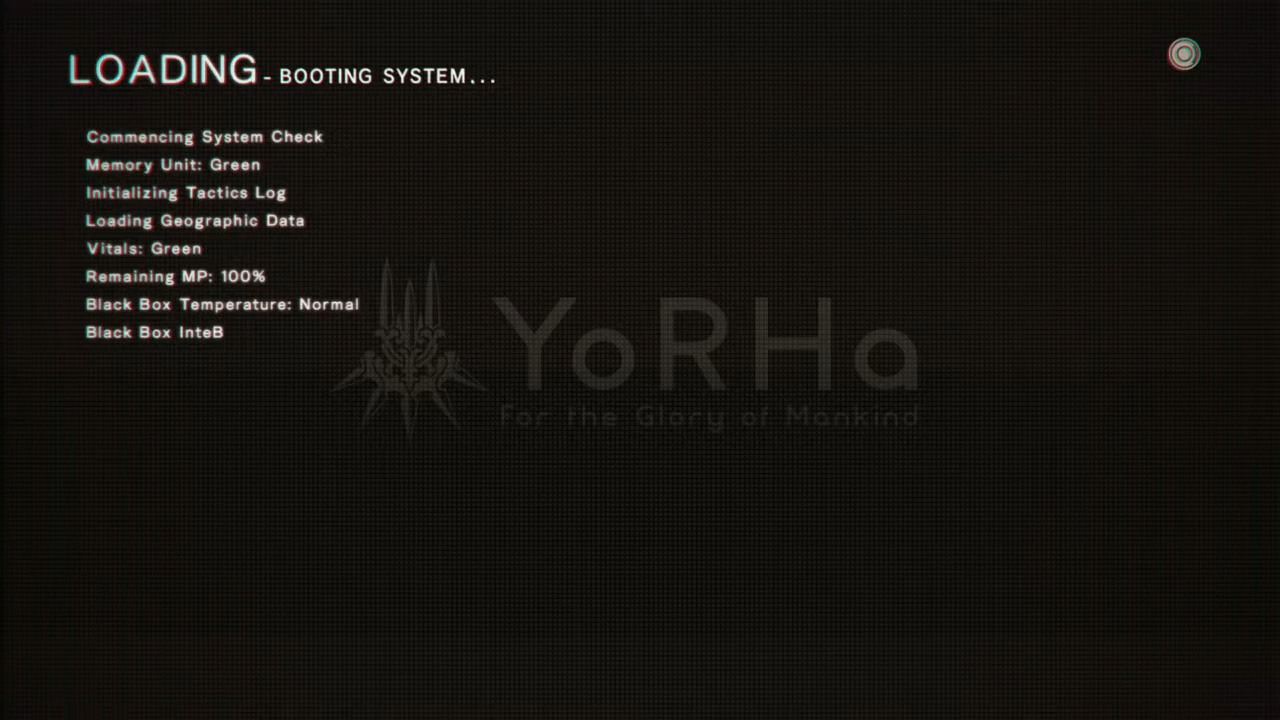 LOADING - BOOTING SYSTEM...
Commencing System Check
Memory Unit: Green
Initializing Tactics Log
Loading Geographic Data
Vitals: Green
Remaining MP: 100%
Black Box Temperature: Normal
Black Box InteB
YoRHa
For the Glory of Mankind